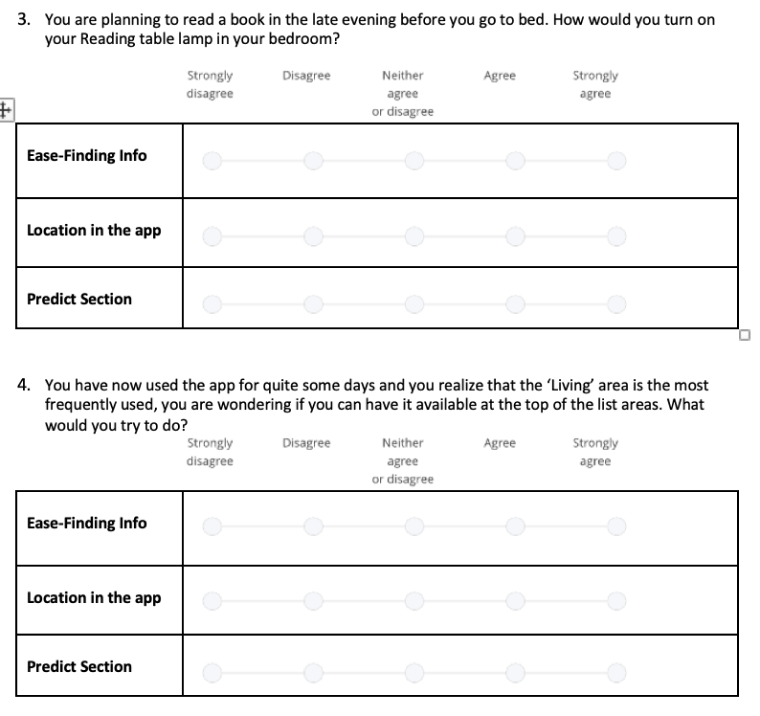 3. You are planning to read a book in the late evening before you go to bed. How would you turn on
your Reading table lamp in your bedroom?
Strongly disagree
Disagree
Neither agree or disagree
Agree
Strongly agree
Ease-Finding Info
Location in the app
Predict Section
4. You have now used the app for quite some days and you realize that the ‘Living’ area is the most
frequently used, you are wondering if you can have it available at the top of the list areas. What
would you try to do?
Strongly disagree
Disagree
Neither agree or disagree
Agree
Strongly agree
Ease-Finding Info
Location in the app
Predict Section